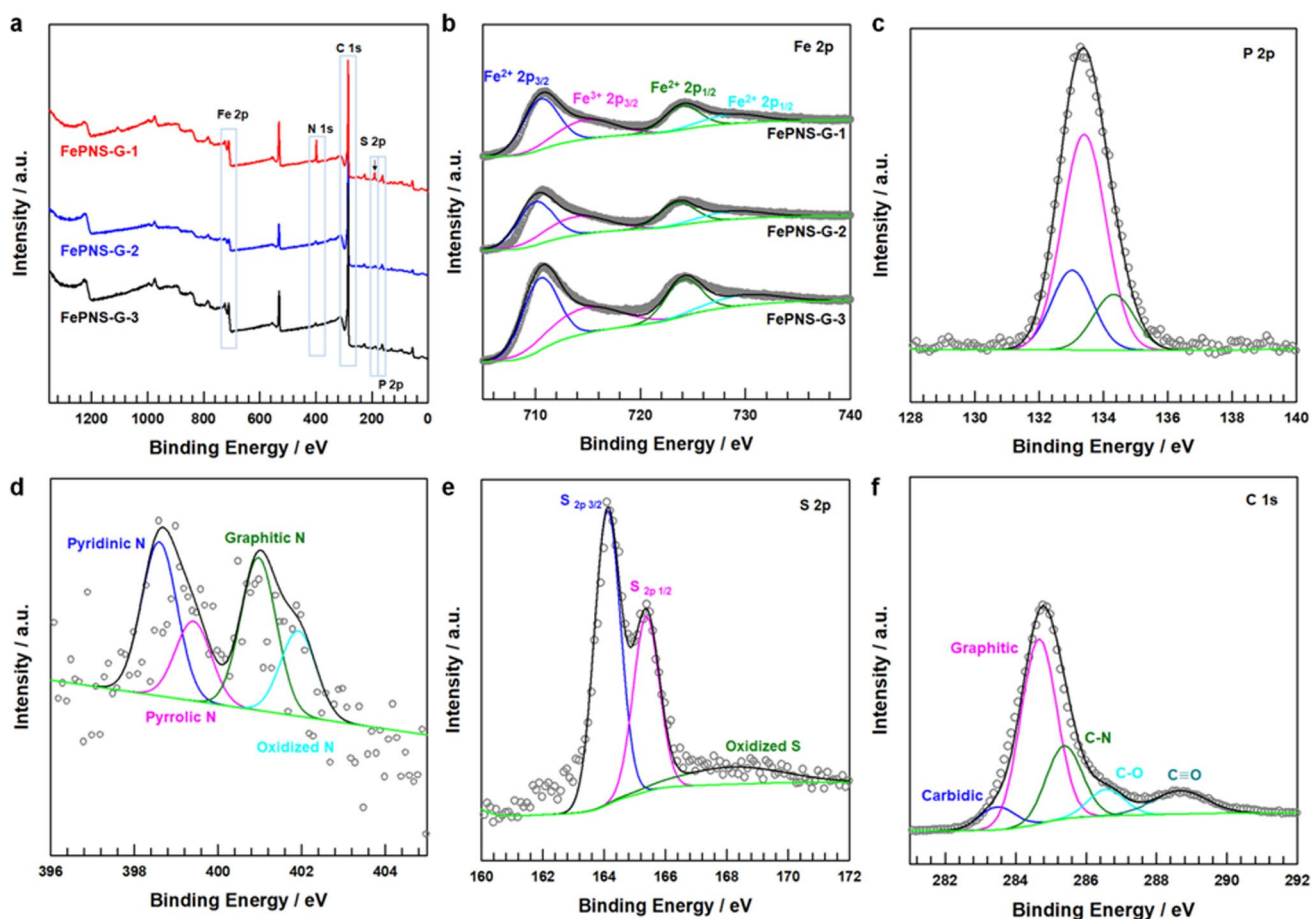 a
C 1s
Fe 2p
N 1s
S 2p
FePNS-G-1
FePNS-G-2
FePNS-G-3
P 2p
Intensity / a.u.
1200 1000 800 600 400 200 0
Binding Energy / eV
b
Fe 2p
Fe²⁺ 2p₃/₂
Fe³⁺ 2p₃/₂
Fe²⁺ 2p₁/₂
Fe²⁺ 2p₁/₂
FePNS-G-1
FePNS-G-2
FePNS-G-3
Intensity / a.u.
710 720 730 740
Binding Energy / eV
c
P 2p
Intensity / a.u.
128 130 132 134 136 138 140
Binding Energy / eV
d
Pyridinic N
Graphitic N
Pyrrolic N
Oxidized N
Intensity / a.u.
396 398 400 402 404
Binding Energy / eV
e
S 2p
S 2p 3/2
S 2p 1/2
Oxidized S
Intensity / a.u.
160 162 164 166 168 170 172
Binding Energy / eV
f
C 1s
Graphitic
C-N
C-O
C=O
Carbidic
Intensity / a.u.
282 284 286 288 290 292
Binding Energy / eV